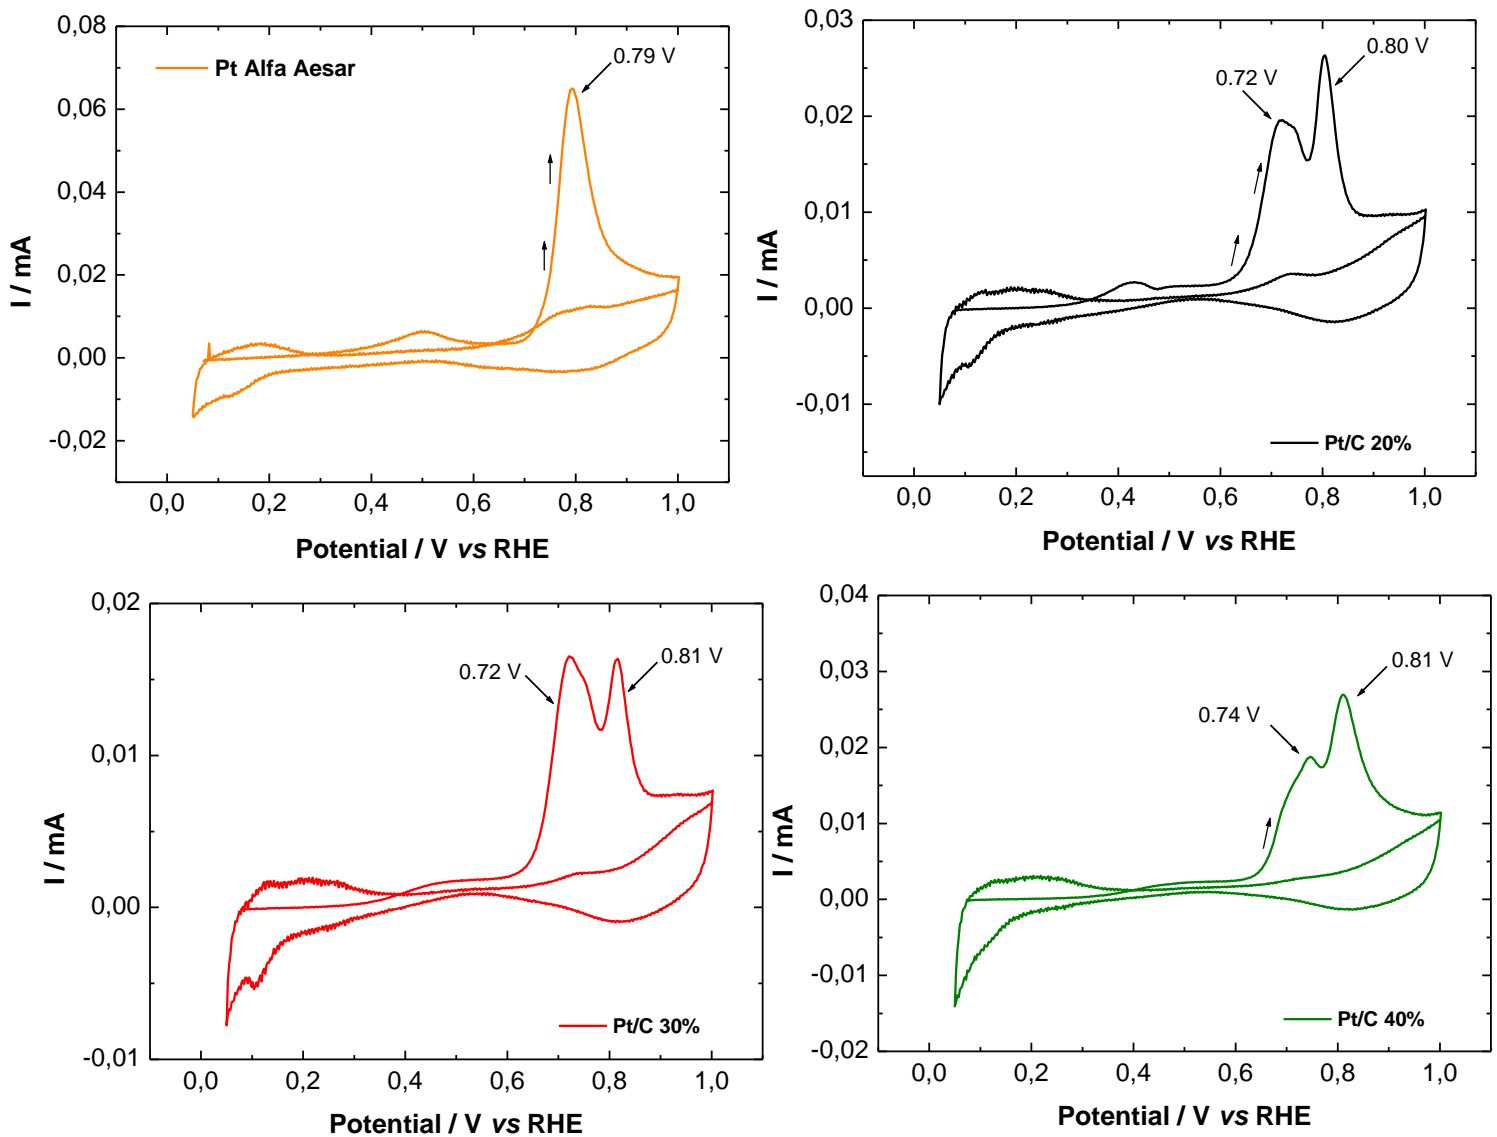 0,08
0,06
0,04
0,02
0,00
-0,02
I / mA
Pt Alfa Aesar
0.79 V
0,0 0,2 0,4 0,6 0,8 1,0
Potential / V vs RHE
0,03
0,02
0,01
0,00
-0,01
I / mA
0.72 V
0.80 V
Pt/C 20%
0,0 0,2 0,4 0,6 0,8 1,0
Potential / V vs RHE
0,02
0,01
0,00
-0,01
I / mA
0.72 V
0.81 V
Pt/C 30%
0,0 0,2 0,4 0,6 0,8 1,0
Potential / V vs RHE
0,04
0,03
0,02
0,01
0,00
-0,01
-0,02
I / mA
0.74 V
0.81 V
Pt/C 40%
0,0 0,2 0,4 0,6 0,8 1,0
Potential / V vs RHE